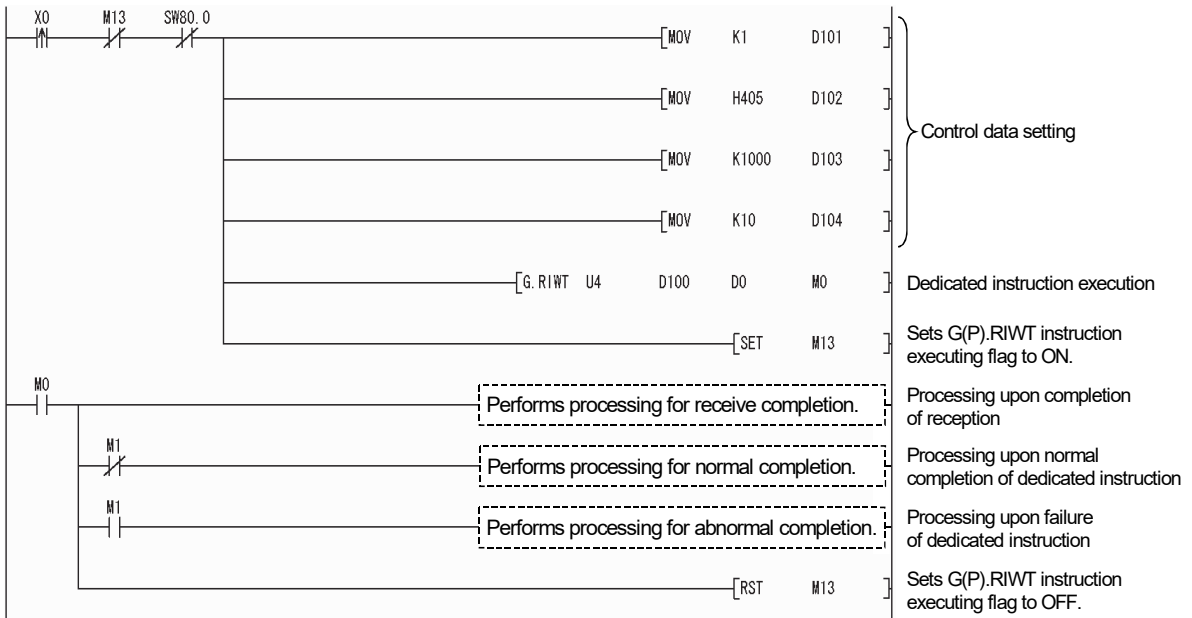 X0 M13 SW80.0
[MOV K1 D101 ]
[MOV H405 D102 ]
Control data setting
[MOV K1000 D103 ]
[MOV K10 D104 ]
[G.RIWT U4 D100 D0 M0 ] Dedicated instruction execution
[SET M13 ] Sets G(P).RIWT instruction
executing flag to ON.
M0
Performs processing for receive completion. Processing upon completion
of reception
M1
Performs processing for normal completion. Processing upon normal
completion of dedicated instruction
M1
Performs processing for abnormal completion. Processing upon failure
of dedicated instruction
[RST M13 ] Sets G(P).RIWT instruction
executing flag to OFF.